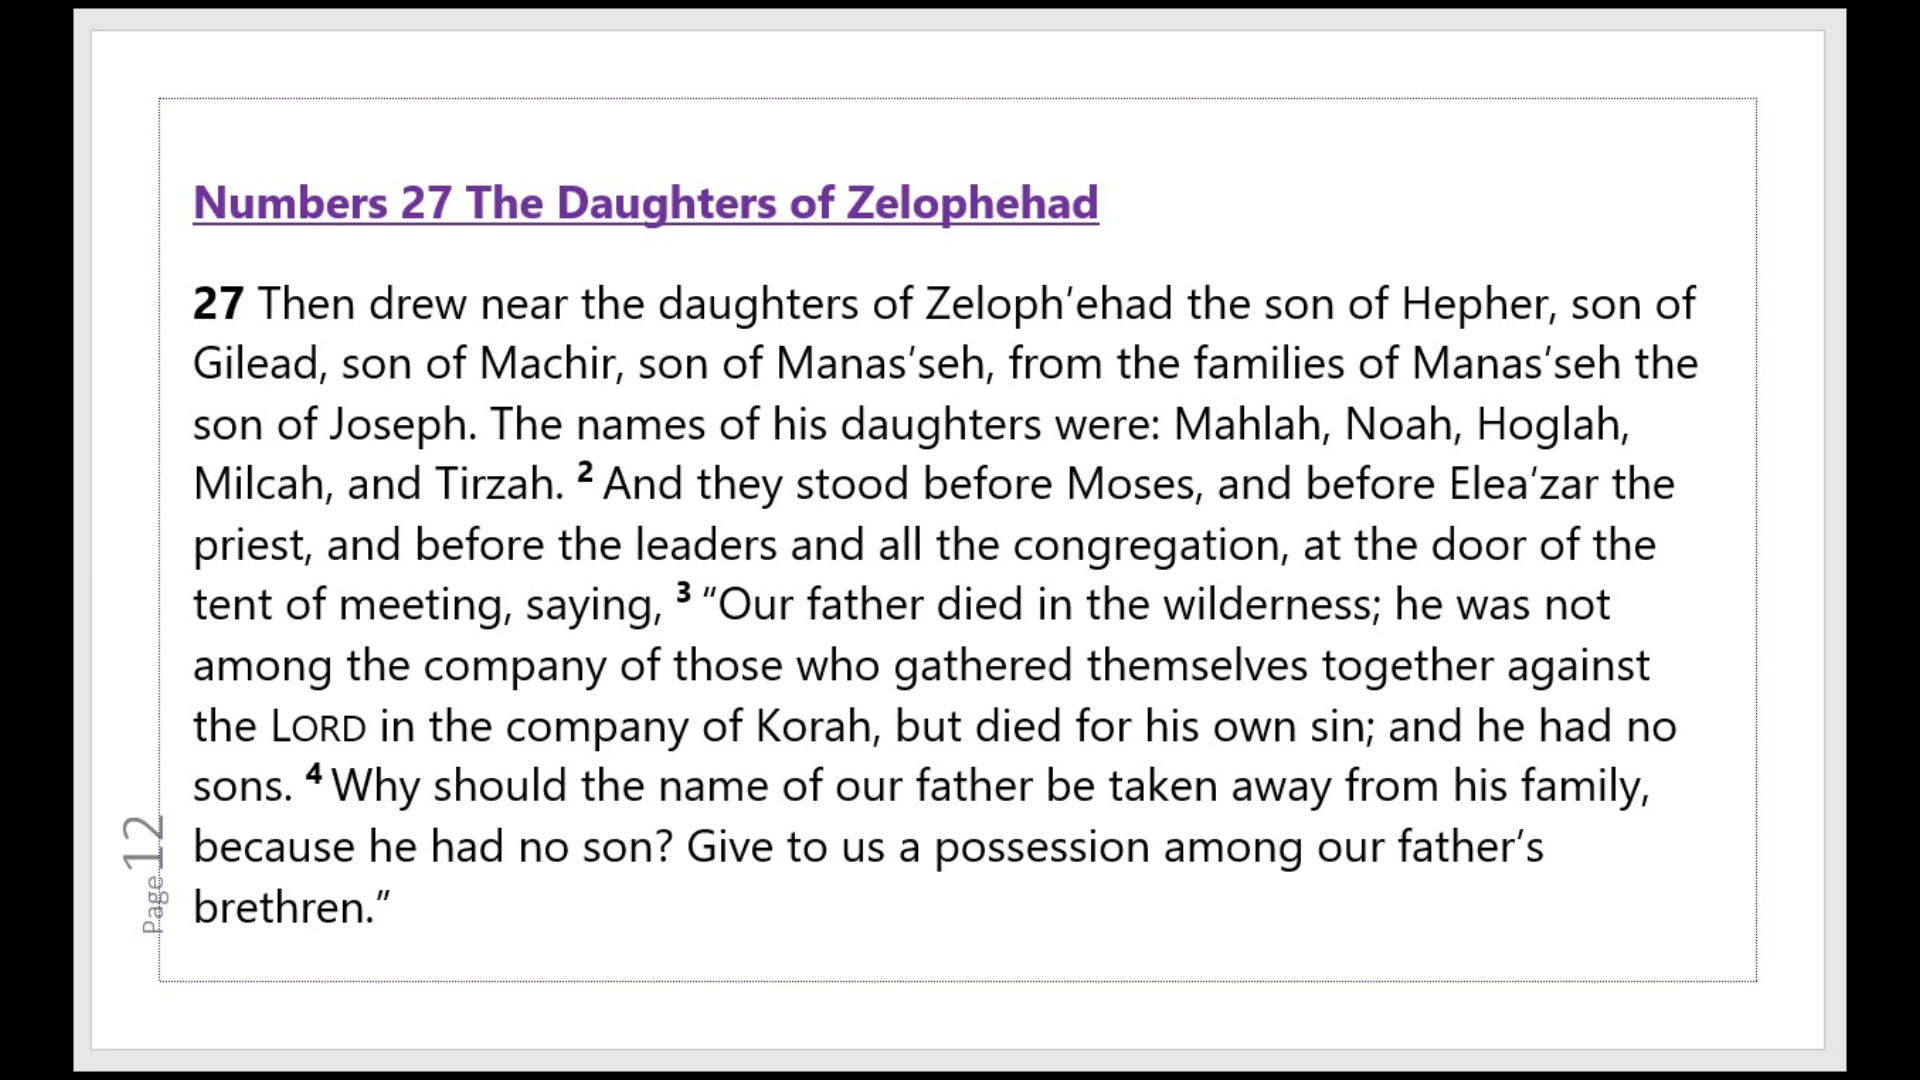 Numbers 27 The Daughters of Zelophehad
27 Then drew near the daughters of Zeloph′ehad the son of Hepher, son of
Gilead, son of Machir, son of Manas′seh, from the families of Manas′seh the
son of Joseph. The names of his daughters were: Mahlah, Noah, Hoglah,
Milcah, and Tirzah. 2 And they stood before Moses, and before Elea′zar the
priest, and before the leaders and all the congregation, at the door of the
tent of meeting, saying, 3 “Our father died in the wilderness; he was not
among the company of those who gathered themselves together against
the LORD in the company of Korah, but died for his own sin; and he had no
sons. 4 Why should the name of our father be taken away from his family,
because he had no son? Give to us a possession among our father’s
brethren.”
Page 12